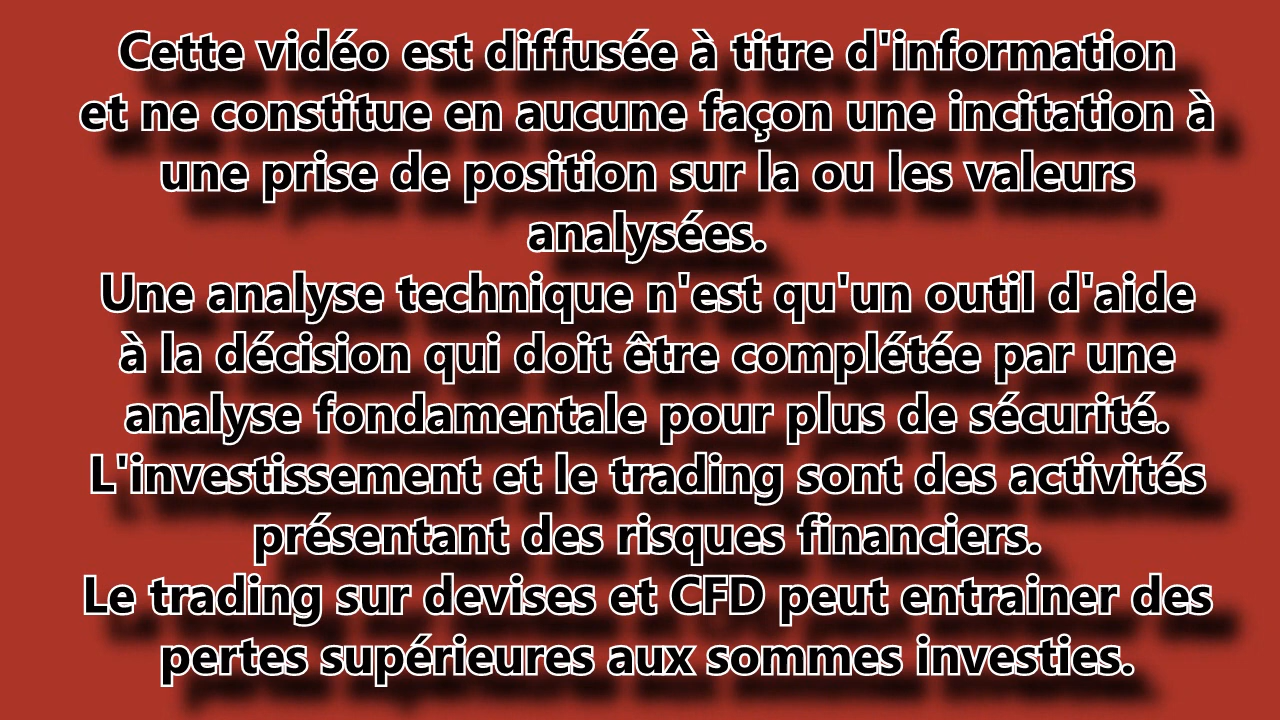 Cette vidéo est diffusée à titre d'information
et ne constitue en aucune façon une incitation à
une prise de position sur la ou les valeurs
analysées.
Une analyse technique n'est qu'un outil d'aide
à la décision qui doit être complétée par une
analyse fondamentale pour plus de sécurité.
L'investissement et le trading sont des activités
présentant des risques financiers.
Le trading sur devises et CFD peut entrainer des
pertes supérieures aux sommes investies.